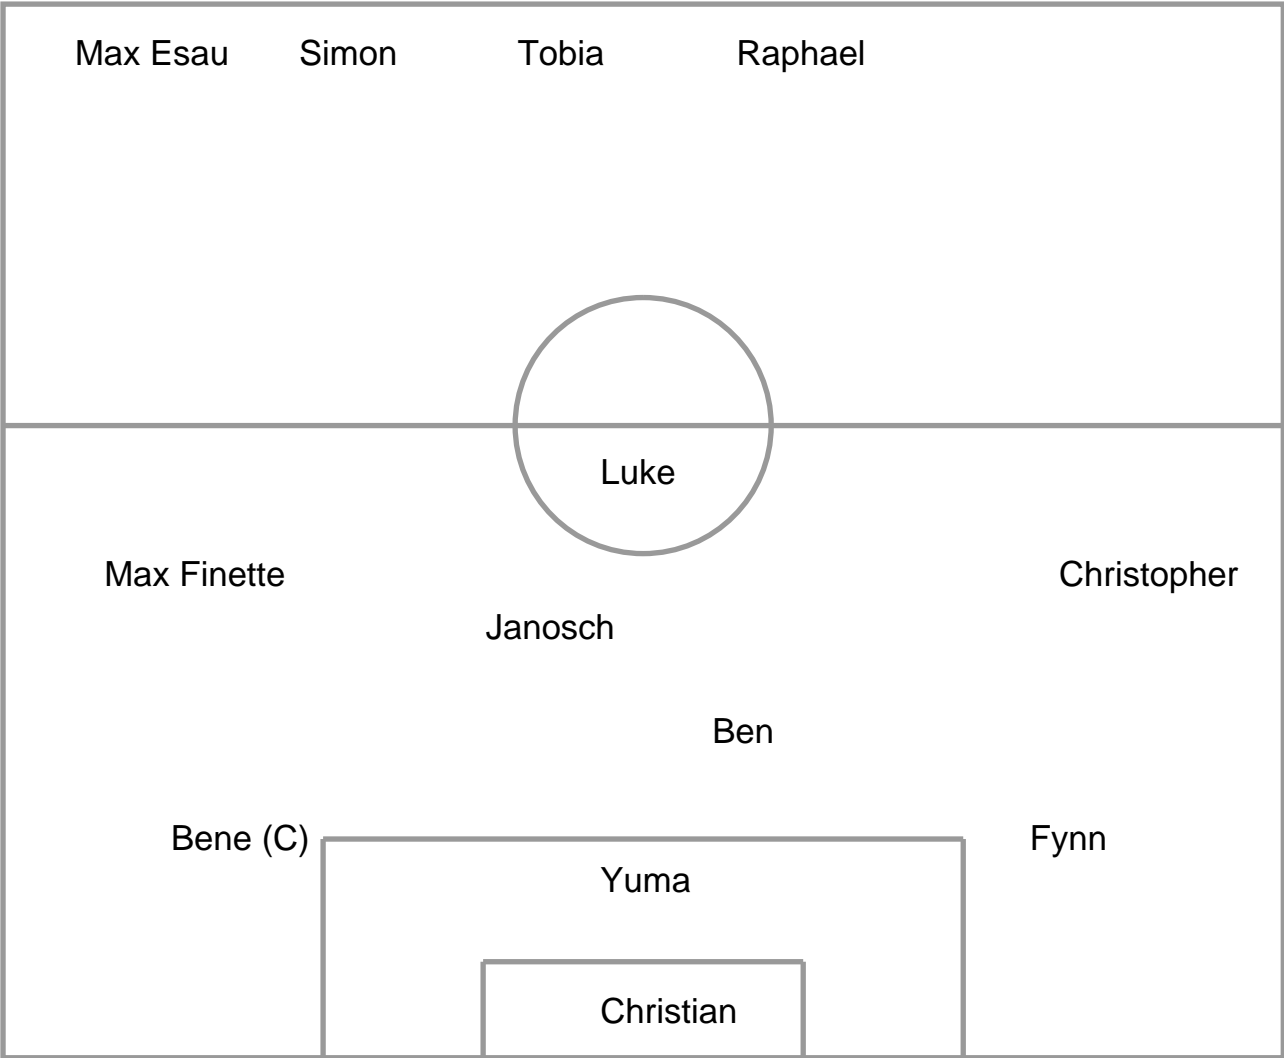 Max Esau Simon Tobia Raphael
Luke
Max Finette Christopher
Janosch
Ben
Bene (C) Fynn
Yuma
Christian